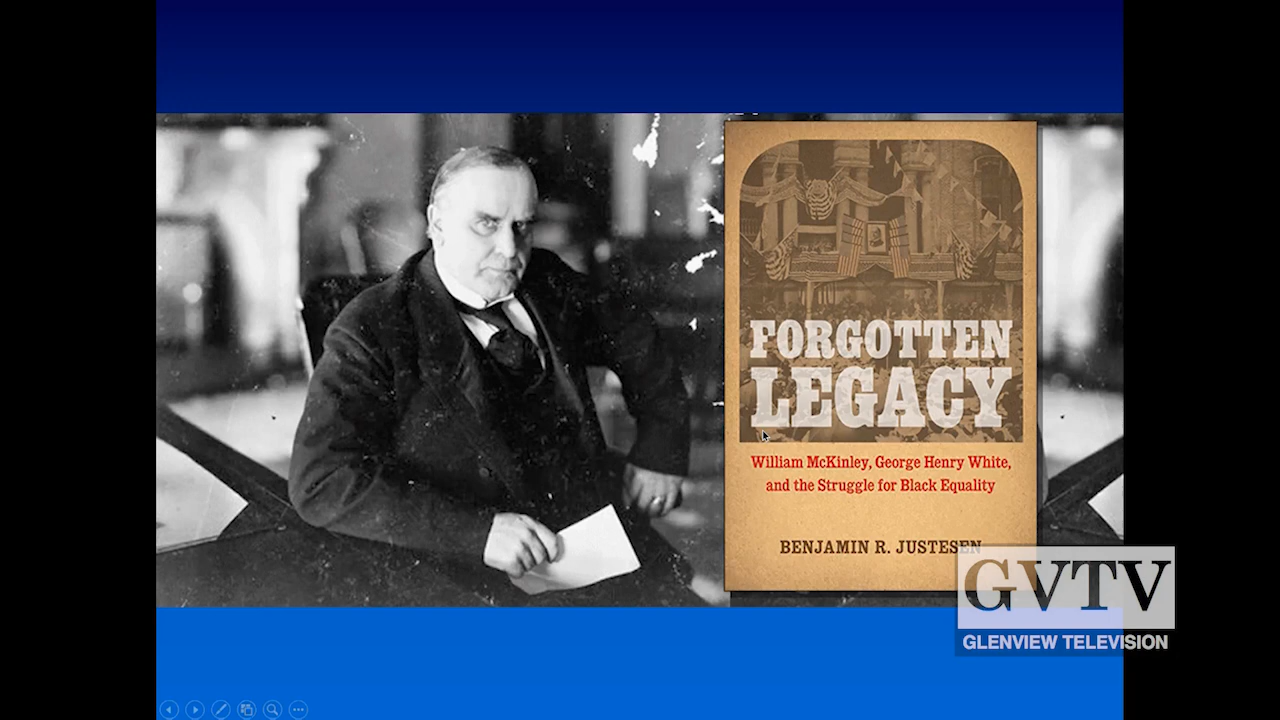 FORGOTTEN
LEGACY
William McKinley, George Henry White,
and the Struggle for Black Equality
BENJAMIN R. JUSTESEN
GVTV
GLENVIEW TELEVISION